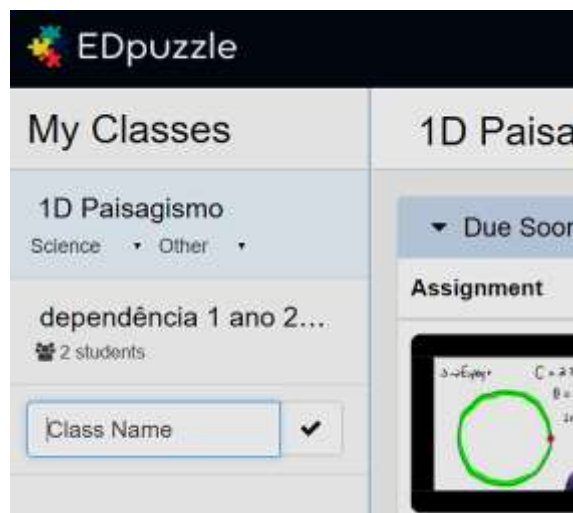 EDpuzzle
My Classes
1D Paisagismo
Science Other
dependência 1 ano 2...
2 students
Class Name
1D Paisa
Due Soon
Assignment